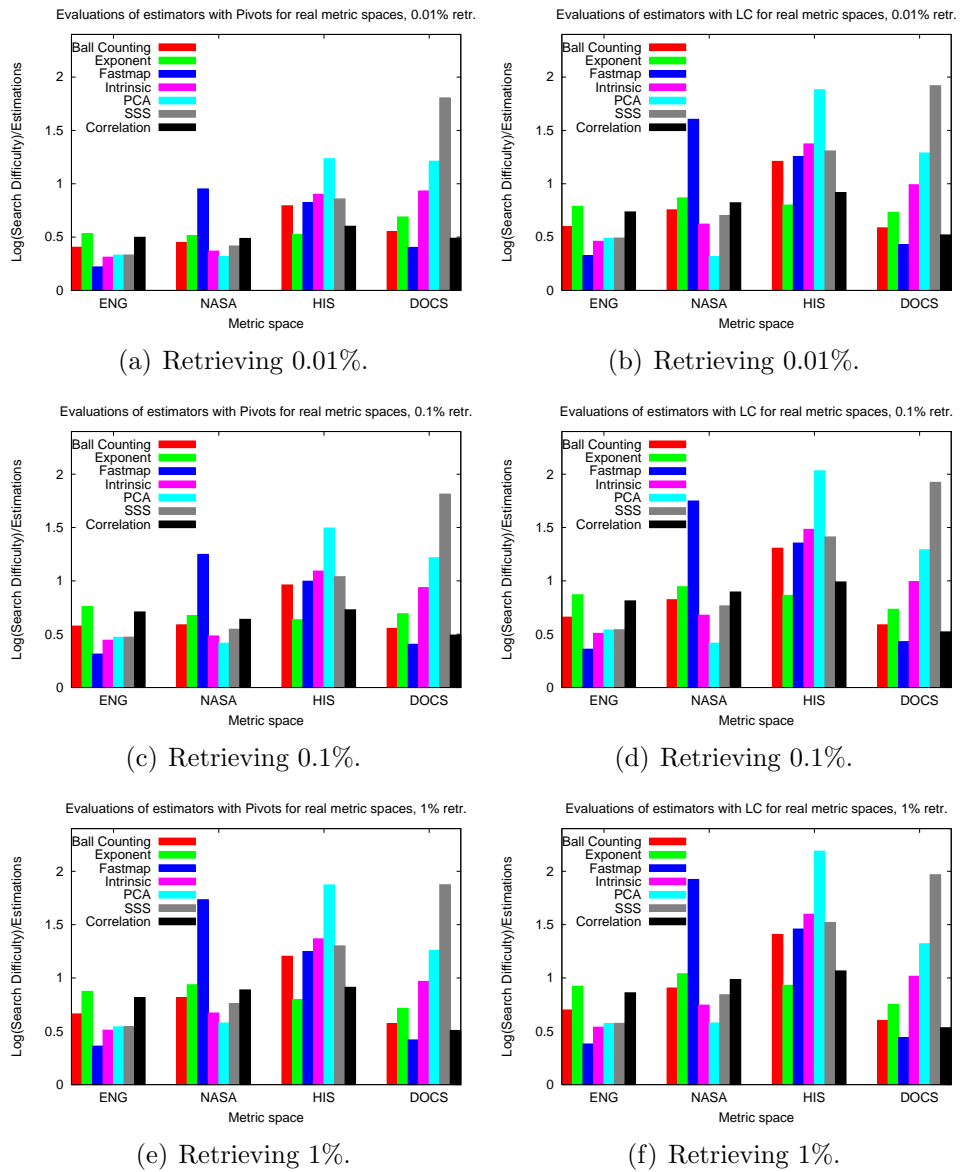 Evaluations of estimators with Pivots for real metric spaces, 0.01% retr.
Log(Search Difficulty)/Estimations
2
1.5
1
0.5
0
Ball Counting
Exponent
Fastmap
Intrinsic
PCA
SSS
Correlation
ENG NASA HIS DOCS
Metric space
(a) Retrieving 0.01%.
Evaluations of estimators with LC for real metric spaces, 0.01% retr.
Log(Search Difficulty)/Estimations
2
1.5
1
0.5
0
Ball Counting
Exponent
Fastmap
Intrinsic
PCA
SSS
Correlation
ENG NASA HIS DOCS
Metric space
(b) Retrieving 0.01%.
Evaluations of estimators with Pivots for real metric spaces, 0.1% retr.
Log(Search Difficulty)/Estimations
2
1.5
1
0.5
0
Ball Counting
Exponent
Fastmap
Intrinsic
PCA
SSS
Correlation
ENG NASA HIS DOCS
Metric space
(c) Retrieving 0.1%.
Evaluations of estimators with LC for real metric spaces, 0.1% retr.
Log(Search Difficulty)/Estimations
2
1.5
1
0.5
0
Ball Counting
Exponent
Fastmap
Intrinsic
PCA
SSS
Correlation
ENG NASA HIS DOCS
Metric space
(d) Retrieving 0.1%.
Evaluations of estimators with Pivots for real metric spaces, 1% retr.
Log(Search Difficulty)/Estimations
2
1.5
1
0.5
0
Ball Counting
Exponent
Fastmap
Intrinsic
PCA
SSS
Correlation
ENG NASA HIS DOCS
Metric space
(e) Retrieving 1%.
Evaluations of estimators with LC for real metric spaces, 1% retr.
Log(Search Difficulty)/Estimations
2
1.5
1
0.5
0
Ball Counting
Exponent
Fastmap
Intrinsic
PCA
SSS
Correlation
ENG NASA HIS DOCS
Metric space
(f) Retrieving 1%.